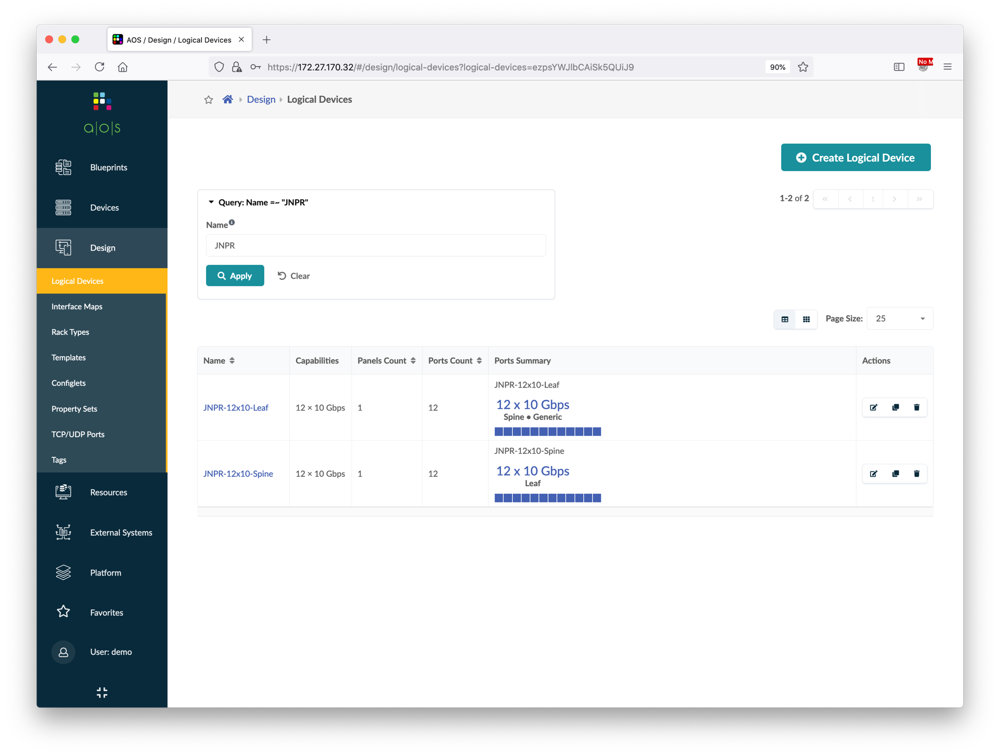 AOS / Design / Logical Devices
https://172.27.170.32/#/design/logical-devices?logical-devices=ezpsYWJlbCAiSk5QUiJ9
90%
No M
a|o|s
Blueprints
Devices
Design
Logical Devices
Interface Maps
Rack Types
Templates
Configlets
Property Sets
TCP/UDP Ports
Tags
Resources
External Systems
Platform
Favorites
User: demo
Design Logical Devices
Create Logical Device
Query: Name =~ "JNPR"
1-2 of 2
« ‹ 1 › »
Name
JNPR
Apply Clear
Page Size: 25
Name Capabilities Panels Count Ports Count Ports Summary Actions
JNPR-12x10-Leaf 12 × 10 Gbps 1 12
JNPR-12x10-Leaf
12 x 10 Gbps
Spine ● Generic
JNPR-12x10-Spine 12 × 10 Gbps 1 12
JNPR-12x10-Spine
12 x 10 Gbps
Leaf